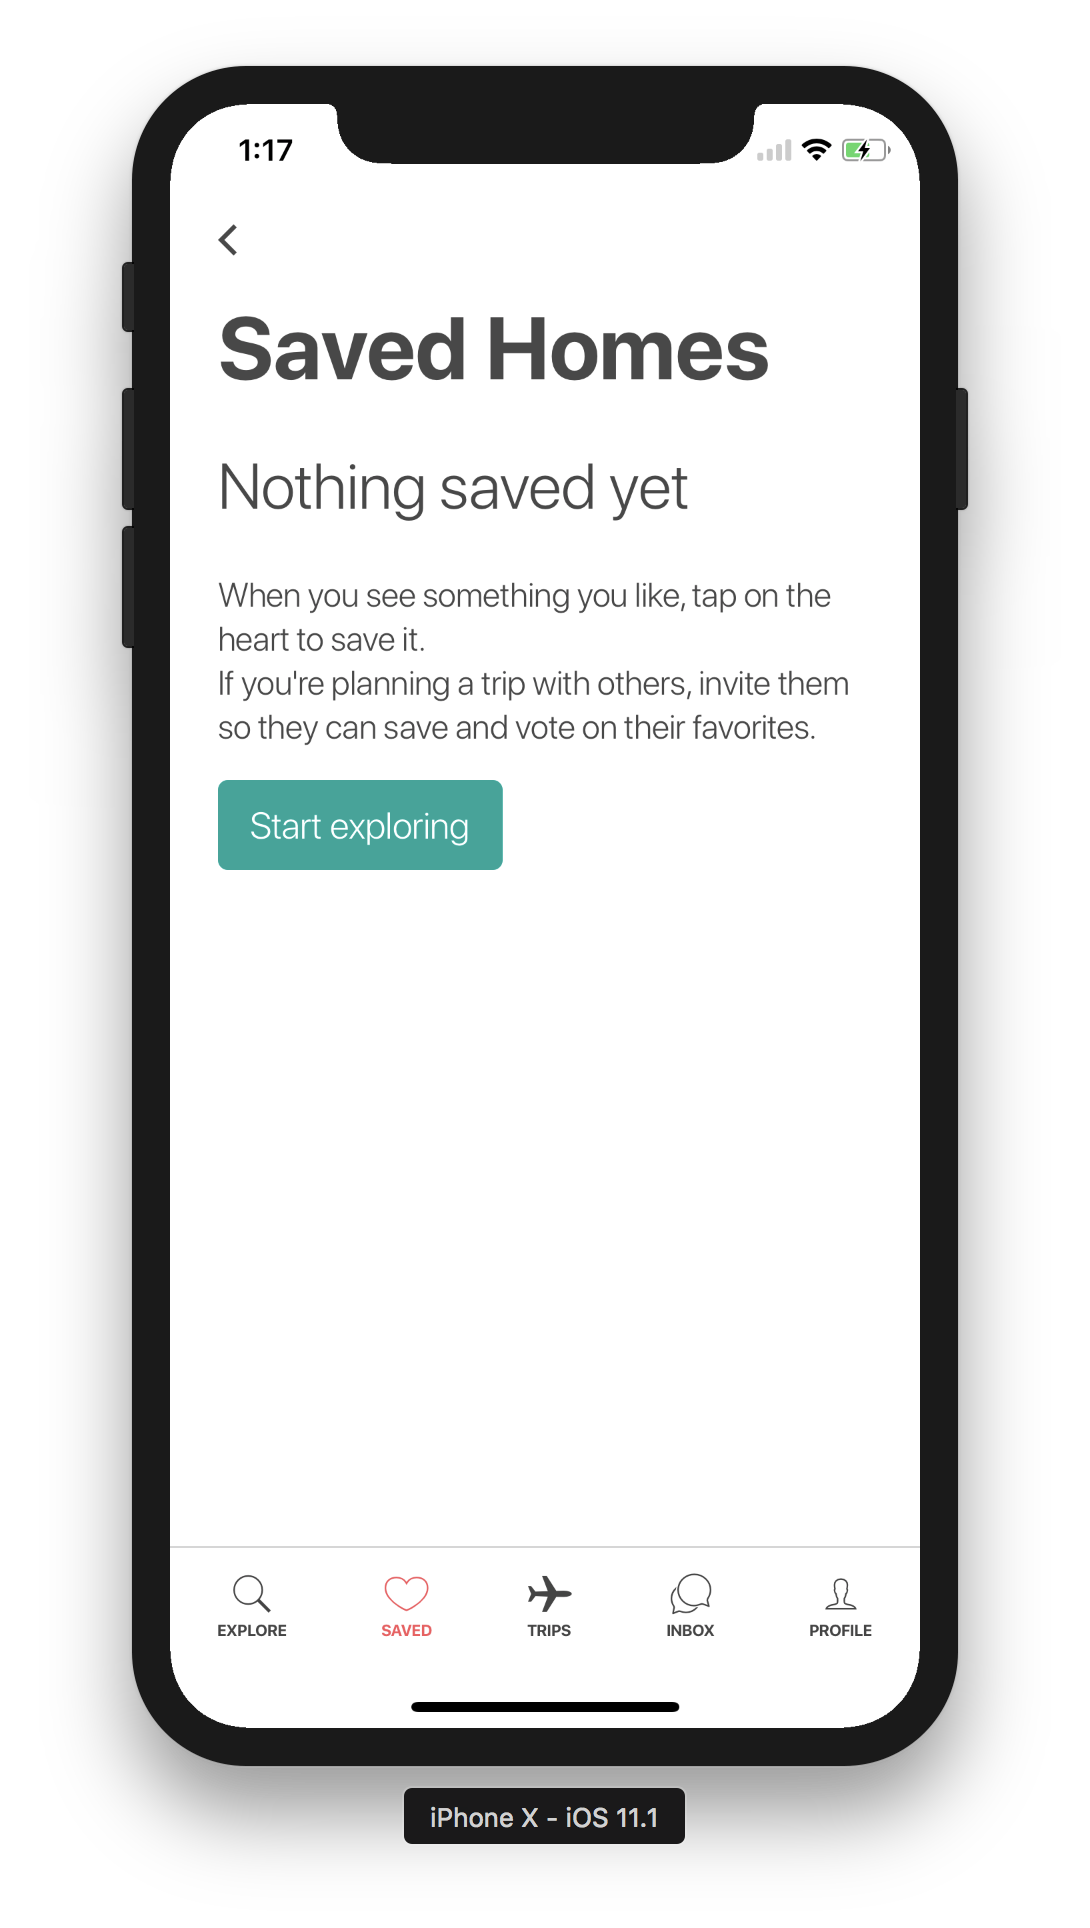 1:17
Saved Homes
Nothing saved yet
When you see something you like, tap on the
heart to save it.
If you're planning a trip with others, invite them
so they can save and vote on their favorites.
Start exploring
EXPLORE
SAVED
TRIPS
INBOX
PROFILE
iPhone X - iOS 11.1